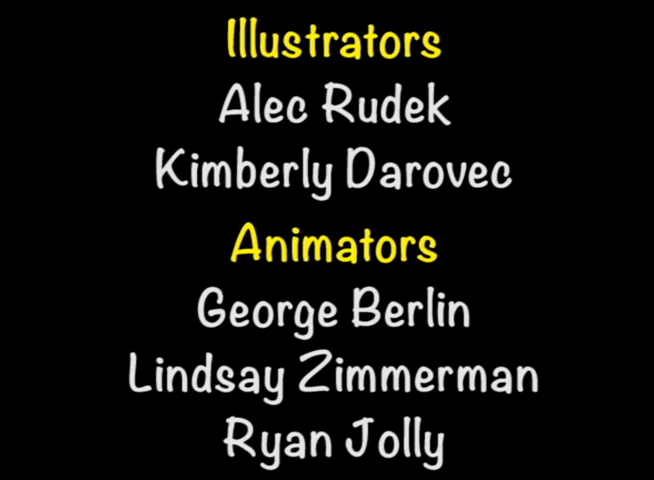 Illustrators
Alec Rudek
Kimberly Darovec
Animators
George Berlin
Lindsay Zimmerman
Ryan Jolly